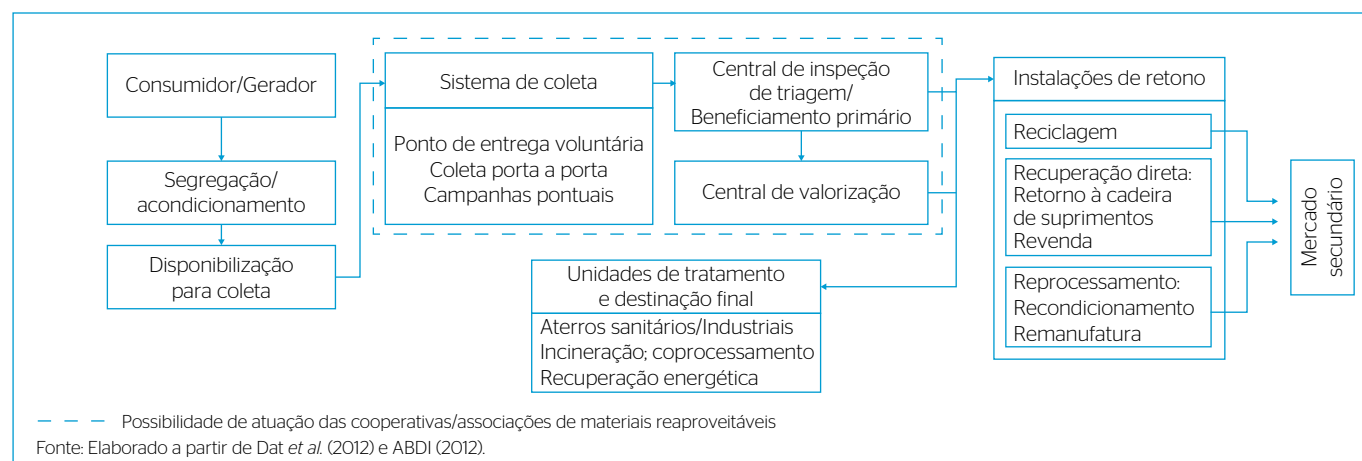 Consumidor/Gerador
Segregação/
acondicionamento
Disponibilização
para coleta
Sistema de coleta
Ponto de entrega voluntária
Coleta porta a porta
Campanhas pontuais
Central de inspeção
de triagem/
Beneficiamento primário
Central de valorização
Unidades de tratamento
e destinação final
Aterros sanitários/Industriais
Incineração; coprocessamento
Recuperação energética
Instalações de retono
Reciclagem
Recuperação direta:
Retorno à cadeira
de suprimentos
Revenda
Reprocessamento:
Recondicionamento
Remanufatura
Mercado
secundário
Possibilidade de atuação das cooperativas/associações de materiais reaproveitáveis
Fonte: Elaborado a partir de Dat et al. (2012) e ABDI (2012).